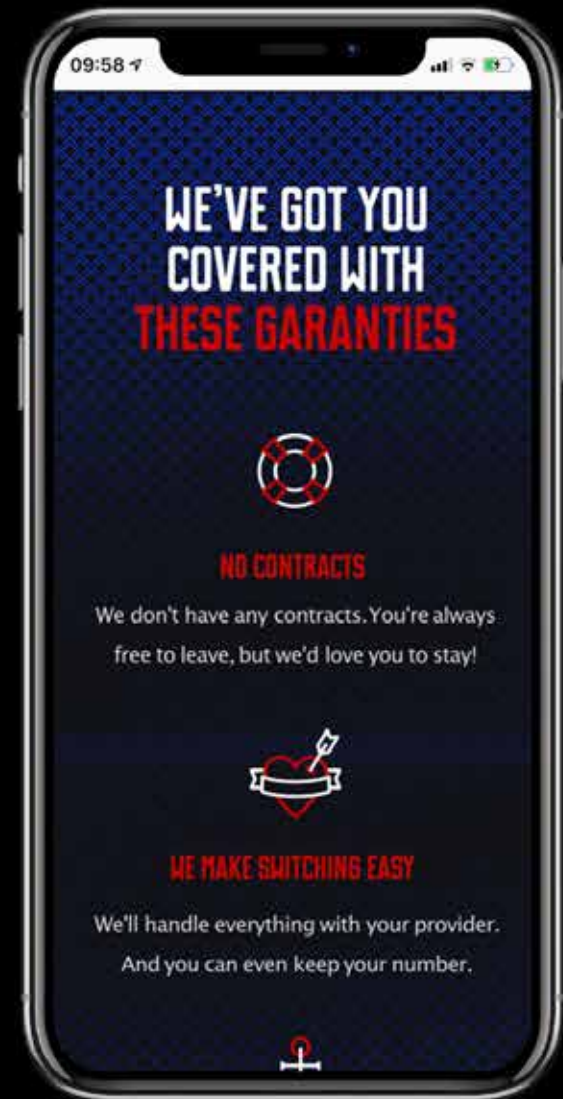 09:58
WE'VE GOT YOU
COVERED WITH
THESE GARANTIES
NO CONTRACTS
We don't have any contracts. You're always
free to leave, but we'd love you to stay!
WE MAKE SWITCHING EASY
We'll handle everything with your provider.
And you can even keep your number.